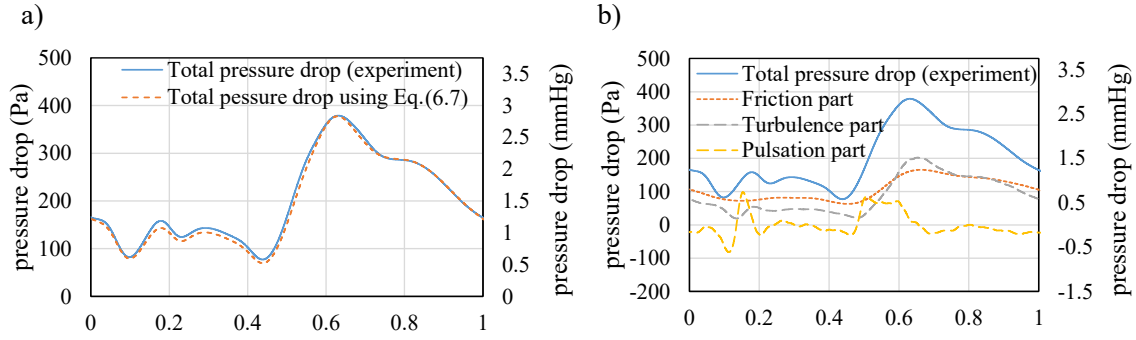 a)
pressure drop (Pa)
500
400
300
200
100
0
Total pressure drop (experiment)
Total pessure drop using Eq.(6.7)
3.5
3
2.5
2
1.5
1
0.5
0
pressure drop (mmHg)
0 0.2 0.4 0.6 0.8 1
b)
pressure drop (Pa)
500
400
300
200
100
0
-100
-200
Total pressure drop (experiment)
Friction part
Turbulence part
Pulsation part
3.5
2.5
1.5
0.5
-0.5
-1.5
pressure drop (mmHg)
0 0.2 0.4 0.6 0.8 1